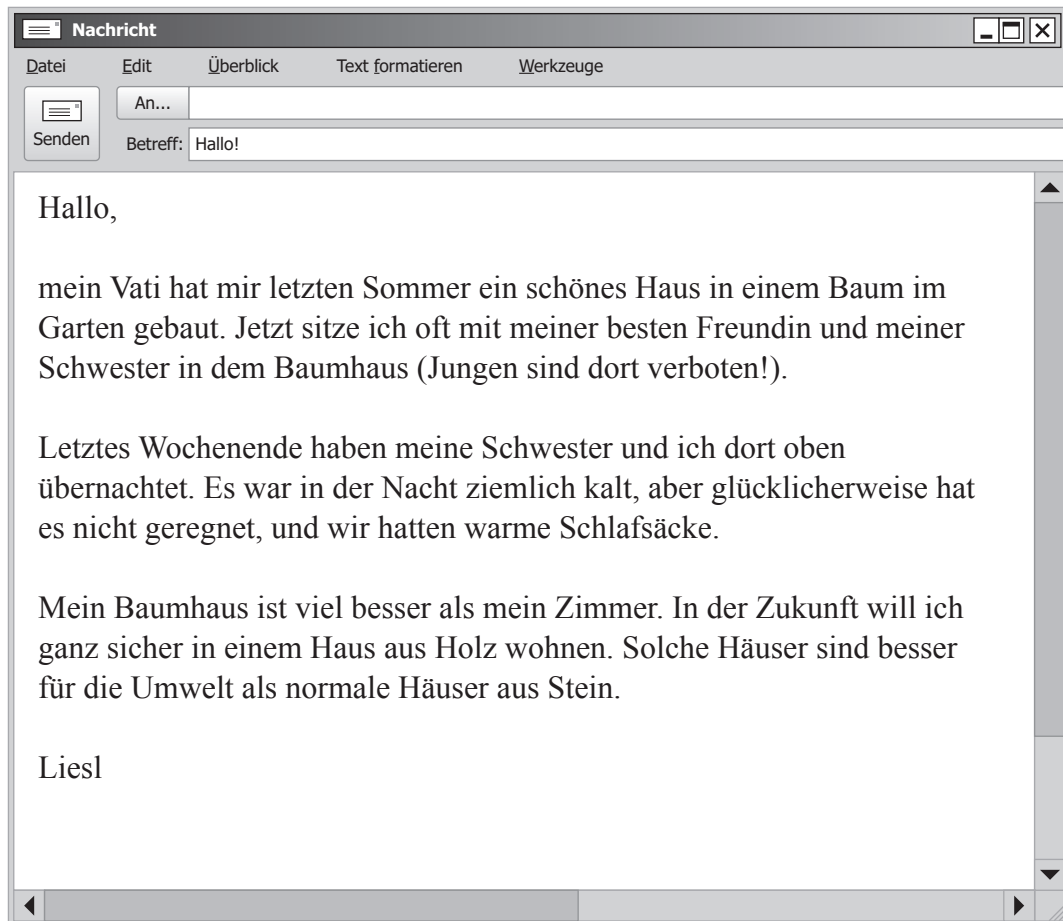 Nachricht
Datei Edit Überblick Text formatieren Werkzeuge
An...
Senden
Betreff: Hallo!
Hallo,
mein Vati hat mir letzten Sommer ein schönes Haus in einem Baum im
Garten gebaut. Jetzt sitze ich oft mit meiner besten Freundin und meiner
Schwester in dem Baumhaus (Jungen sind dort verboten!).
Letztes Wochenende haben meine Schwester und ich dort oben
übernachtet. Es war in der Nacht ziemlich kalt, aber glücklicherweise hat
es nicht geregnet, und wir hatten warme Schlafsäcke.
Mein Baumhaus ist viel besser als mein Zimmer. In der Zukunft will ich
ganz sicher in einem Haus aus Holz wohnen. Solche Häuser sind besser
für die Umwelt als normale Häuser aus Stein.
Liesl